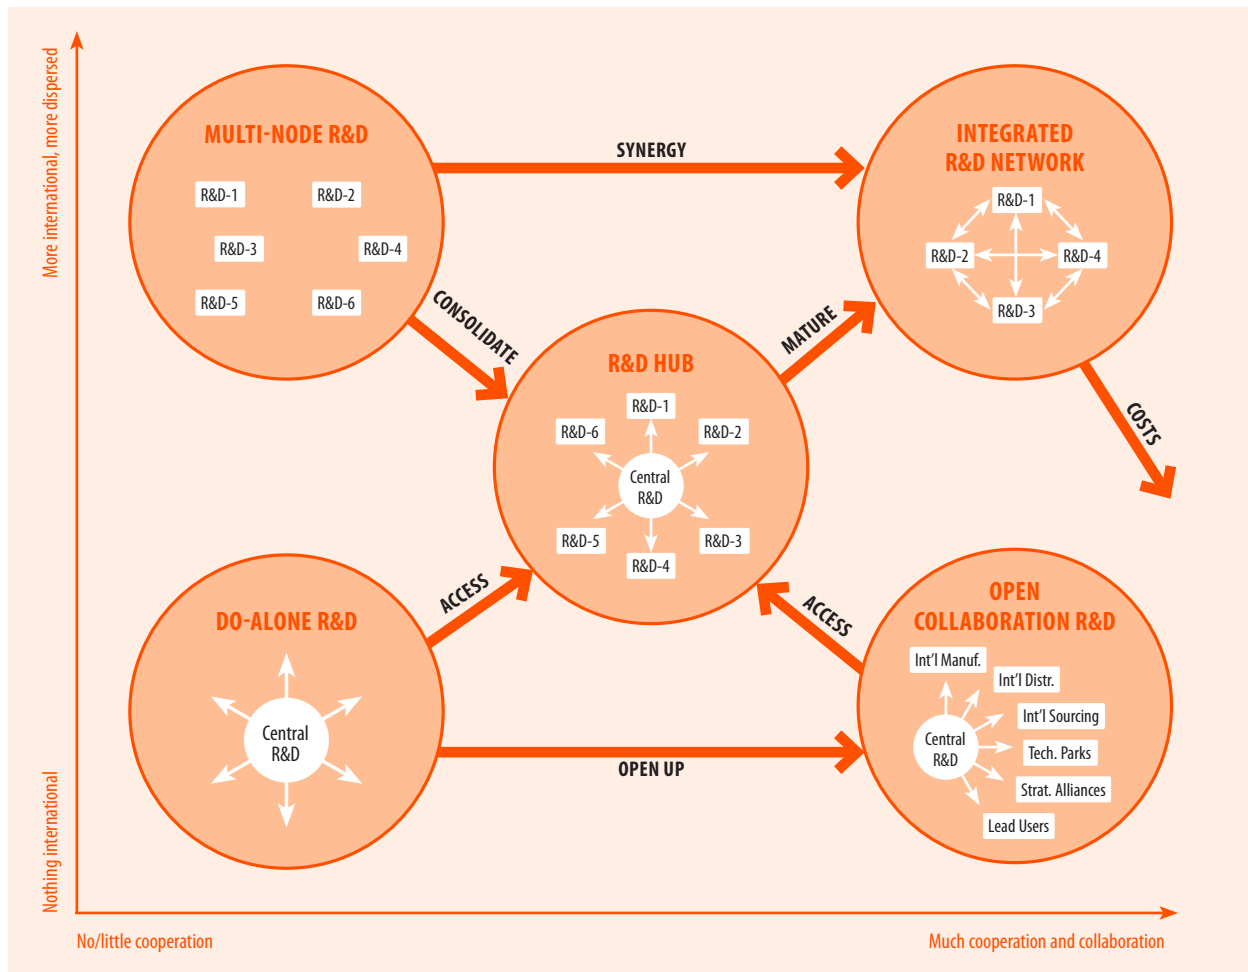 More international, more dispersed
MULTI-NODE R&D
R&D-1
R&D-2
R&D-3
R&D-4
R&D-5
R&D-6
SYNERGY
INTEGRATED
R&D NETWORK
R&D-1
R&D-2
R&D-4
R&D-3
CONSOLIDATE
MATURE
COSTS
R&D HUB
R&D-1
R&D-6
R&D-2
Central
R&D
R&D-5
R&D-3
R&D-4
ACCESS
ACCESS
DO-ALONE R&D
Central
R&D
OPEN UP
OPEN
COLLABORATION R&D
Int’l Manuf.
Int’l Distr.
Int’l Sourcing
Central
R&D
Tech. Parks
Strat. Alliances
Lead Users
Nothing international
No/little cooperation
Much cooperation and collaboration